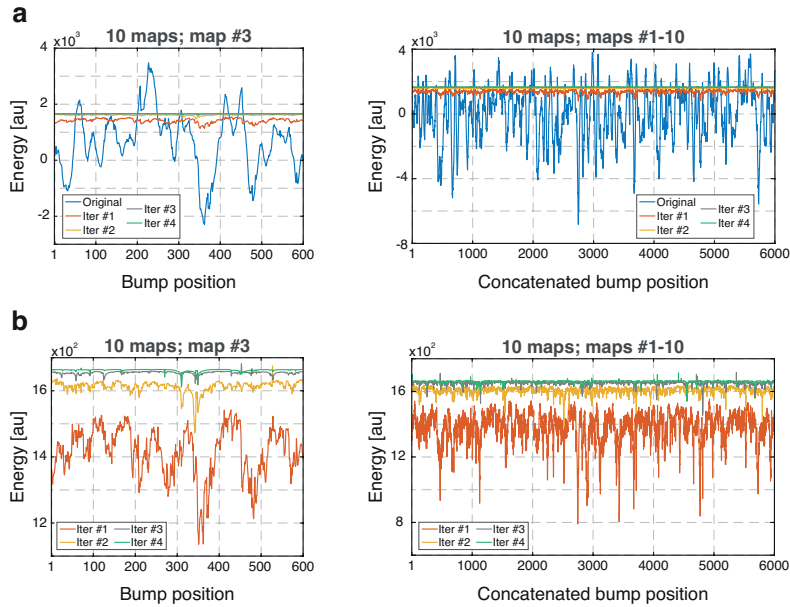 a
10 maps; map #3
x10³
Energy [au]
4
2
0
-2
Original
Iter #1
Iter #2
Iter #3
Iter #4
1 100 200 300 400 500 600
Bump position
10 maps; maps #1-10
x10³
Energy [au]
4
0
-4
-8
Original
Iter #1
Iter #2
Iter #3
Iter #4
1 1000 2000 3000 4000 5000 6000
Concatenated bump position
b
10 maps; map #3
x10²
Energy [au]
16
14
12
Iter #1
Iter #2
Iter #3
Iter #4
1 100 200 300 400 500 600
Bump position
10 maps; maps #1-10
x10²
Energy [au]
16
12
8
Iter #1
Iter #2
Iter #3
Iter #4
1 1000 2000 3000 4000 5000 6000
Concatenated bump position